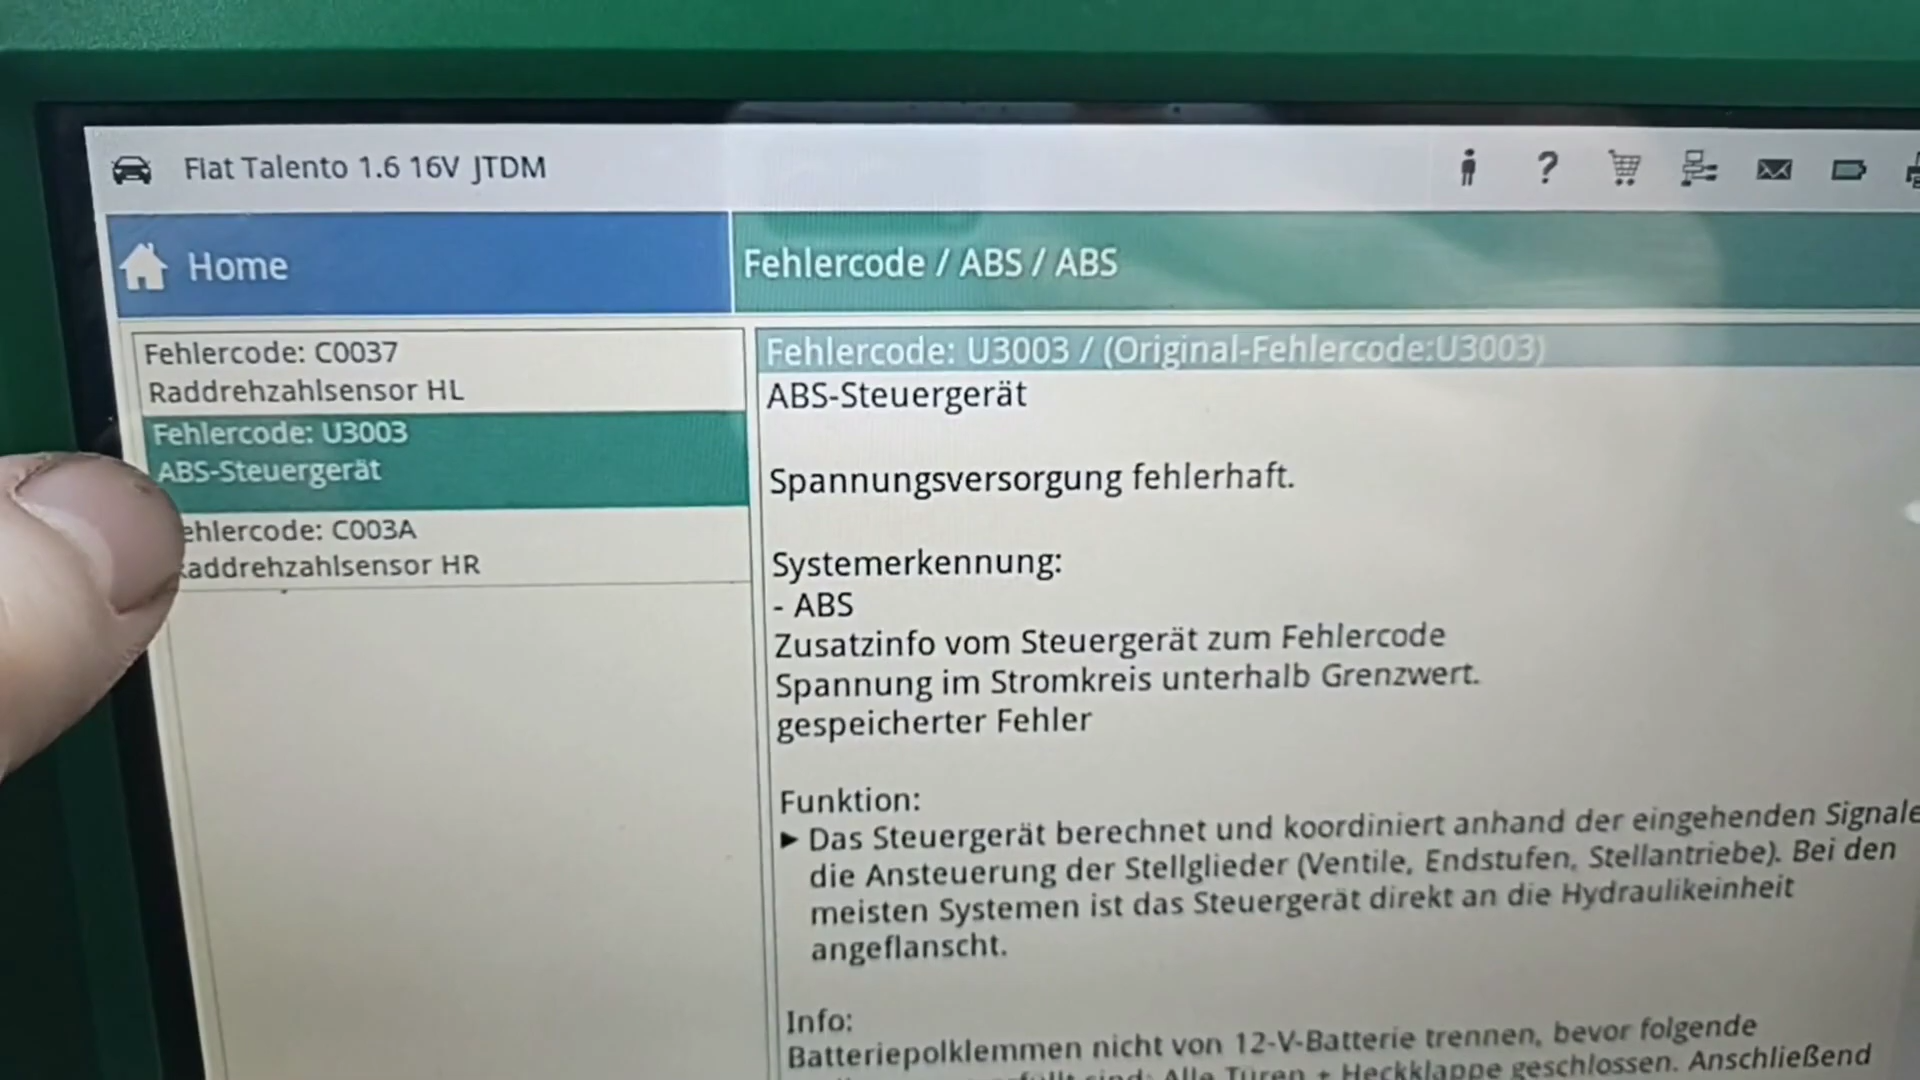 Fiat Talento 1.6 16V JTDM
Home
Fehlercode / ABS / ABS
Fehlercode: C0037
Raddrehzahlsensor HL
Fehlercode: U3003
ABS-Steuergerät
ehlercode: C003A
addrehzahlsensor HR
Fehlercode: U3003 / (Original-Fehlercode:U3003)
ABS-Steuergerät
Spannungsversorgung fehlerhaft.
Systemerkennung:
- ABS
Zusatzinfo vom Steuergerät zum Fehlercode
Spannung im Stromkreis unterhalb Grenzwert.
gespeicherter Fehler
Funktion:
► Das Steuergerät berechnet und koordiniert anhand der eingehenden Signale
die Ansteuerung der Stellglieder (Ventile, Endstufen, Stellantriebe). Bei den
meisten Systemen ist das Steuergerät direkt an die Hydraulikeinheit
angeflanscht.
Info:
Batteriepolklemmen nicht von 12-V-Batterie trennen, bevor folgende
sind: Alle Türen + Heckklappe geschlossen. Anschließend